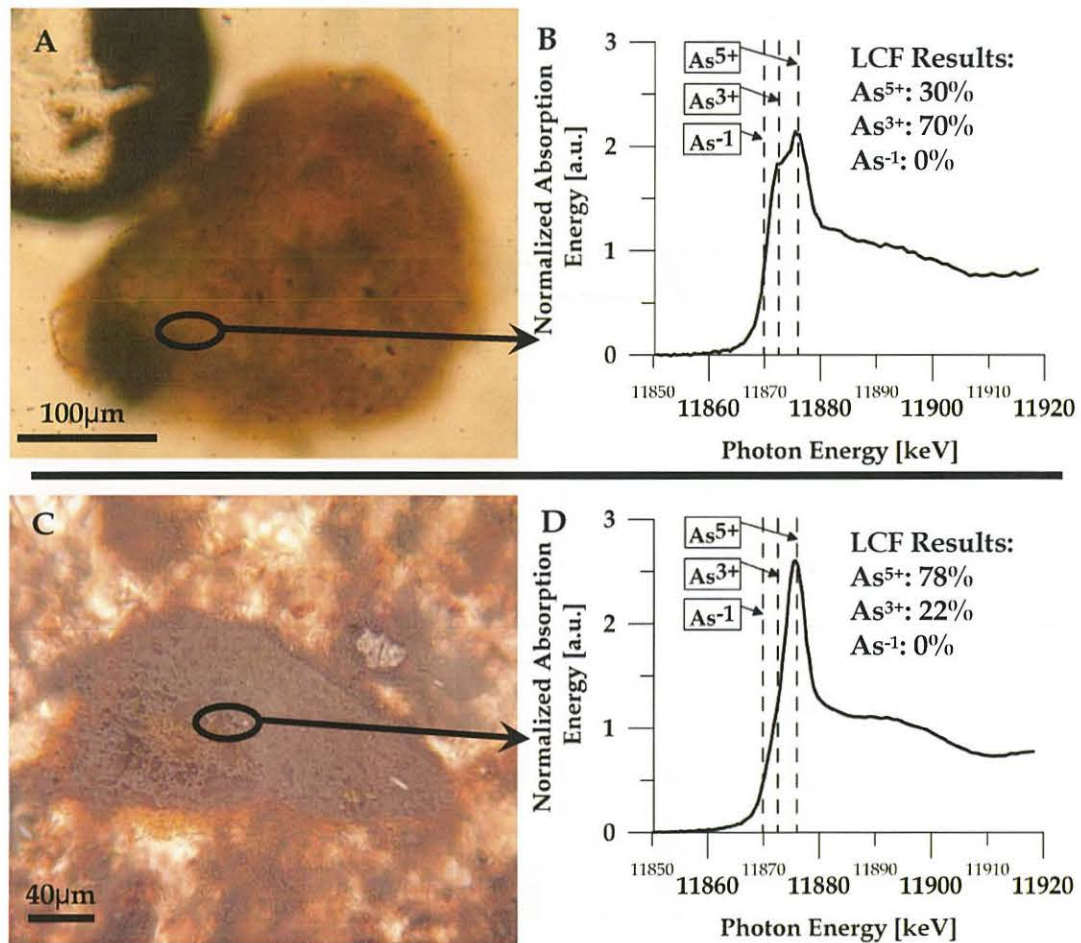 A
100µm
B
Normalized Absorption
Energy [a.u.]
3
2
1
0
As5+
As3+
As-1
LCF Results:
As5+: 30%
As3+: 70%
As-1: 0%
11850 11870 11890 11910
11860 11880 11900 11920
Photon Energy [keV]
C
40µm
D
Normalized Absorption
Energy [a.u.]
3
2
1
0
As5+
As3+
As-1
LCF Results:
As5+: 78%
As3+: 22%
As-1: 0%
11850 11870 11890 11910
11860 11880 11900 11920
Photon Energy [keV]